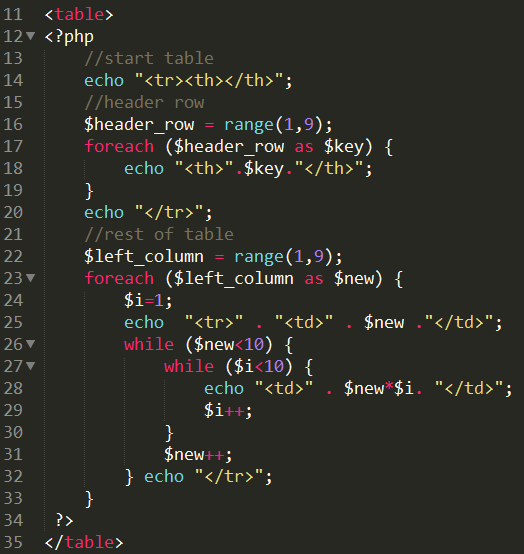 11 <table>
12 <?php
13     //start table
14     echo "<tr><th></th>";
15     //header row
16     $header_row = range(1,9);
17     foreach ($header_row as $key) {
18         echo "<th>".$key."</th>";
19     }
20     echo "</tr>";
21     //rest of table
22     $left_column = range(1,9);
23     foreach ($left_column as $new) {
24         $i=1;
25         echo  "<tr>" . "<td>" . $new ."</td>";
26         while ($new<10) {
27             while ($i<10) {
28                 echo "<td>" . $new*$i. "</td>";
29                 $i++;
30             }
31             $new++;
32         } echo "</tr>";
33     }
34  ?>
35 </table>